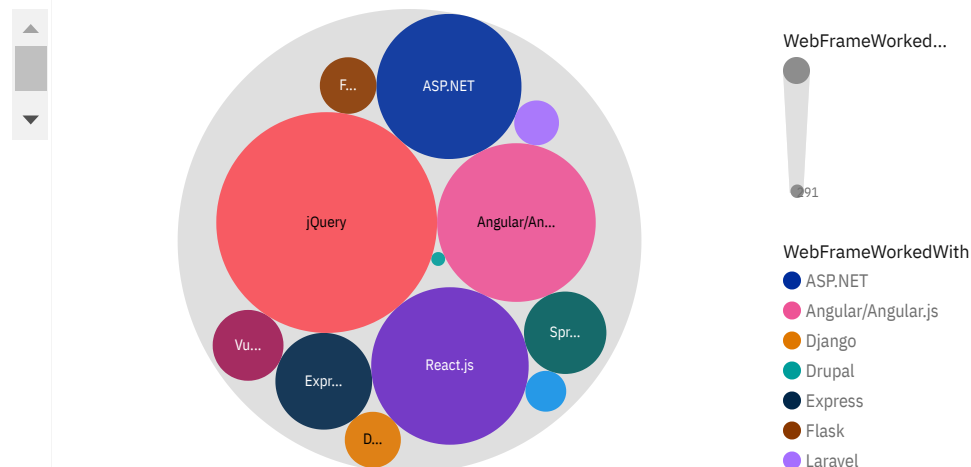 ASP.NET
F...
jQuery
Angular/An...
Vu...
Expr...
React.js
Spr...
D...
WebFrameWorked...
291
WebFrameWorkedWith
ASP.NET
Angular/Angular.js
Django
Drupal
Express
Flask
Laravel